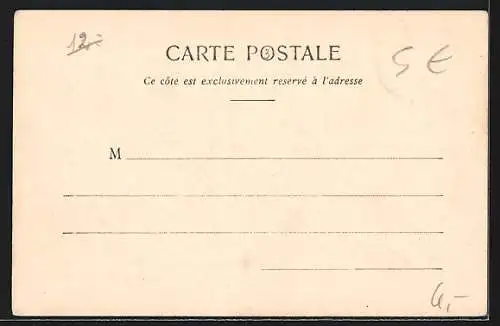 12,-
CARTE POSTALE
5 €
Ce côté est exclusivement reservé à l'adresse
M
4,-